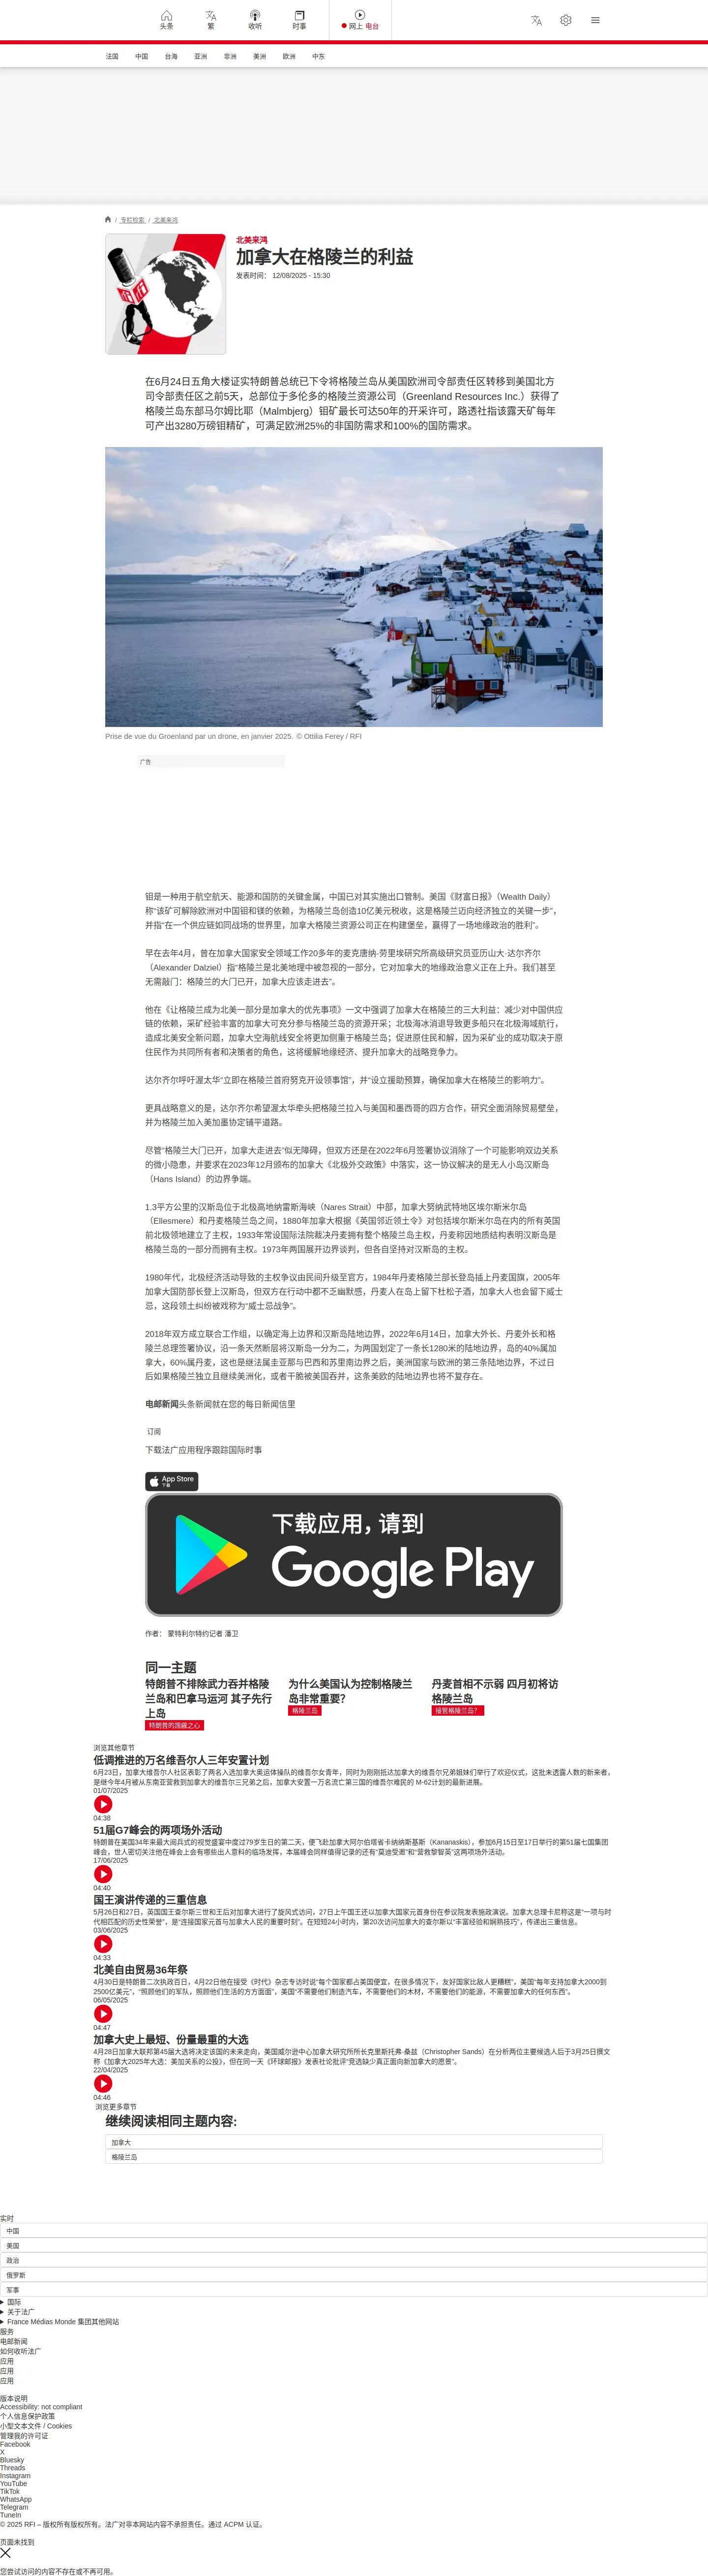 头条
繁
收听
时事
网上 电台
法国 中国 台海 亚洲 非洲 美洲 欧洲 中东
/ 专栏检索 / 北美来鸿
北美来鸿
加拿大在格陵兰的利益
发表时间： 12/08/2025 - 15:30
在6月24日五角大楼证实特朗普总统已下令将格陵兰岛从美国欧洲司令部责任区转移到美国北方
司令部责任区之前5天，总部位于多伦多的格陵兰资源公司（Greenland Resources Inc.）获得了
格陵兰岛东部马尔姆比耶（Malmbjerg）钼矿最长可达50年的开采许可，路透社指该露天矿每年
可产出3280万磅钼精矿，可满足欧洲25%的非国防需求和100%的国防需求。
Prise de vue du Groenland par un drone, en janvier 2025. © Ottilia Ferey / RFI
广告
钼是一种用于航空航天、能源和国防的关键金属，中国已对其实施出口管制。美国《财富日报》（Wealth Daily）
称“该矿可解除欧洲对中国钼和镁的依赖，为格陵兰岛创造10亿美元税收，这是格陵兰迈向经济独立的关键一步”，
并指“在一个供应链如同战场的世界里，加拿大格陵兰资源公司正在构建堡垒，赢得了一场地缘政治的胜利”。
早在去年4月，曾在加拿大国家安全领域工作20多年的麦克唐纳-劳里埃研究所高级研究员亚历山大·达尔齐尔
（Alexander Dalziel）指“格陵兰是北美地理中被忽视的一部分，它对加拿大的地缘政治意义正在上升。我们甚至
无需敲门：格陵兰的大门已开，加拿大应该走进去”。
他在《让格陵兰成为北美一部分是加拿大的优先事项》一文中强调了加拿大在格陵兰的三大利益：减少对中国供应
链的依赖，采矿经验丰富的加拿大可充分参与格陵兰岛的资源开采；北极海冰消退导致更多船只在北极海域航行，
造成北美安全新问题，加拿大空海航线安全将更加侧重于格陵兰岛；促进原住民和解，因为采矿业的成功取决于原
住民作为共同所有者和决策者的角色，这将缓解地缘经济、提升加拿大的战略竞争力。
达尔齐尔呼吁渥太华“立即在格陵兰首府努克开设领事馆”，并“设立援助预算，确保加拿大在格陵兰的影响力”。
更具战略意义的是，达尔齐尔希望渥太华牵头把格陵兰拉入与美国和墨西哥的四方合作，研究全面消除贸易壁垒，
并为格陵兰加入美加墨协定铺平道路。
尽管“格陵兰大门已开，加拿大走进去”似无障碍，但双方还是在2022年6月签署协议消除了一个可能影响双边关系
的微小隐患，并要求在2023年12月颁布的加拿大《北极外交政策》中落实，这一协议解决的是无人小岛汉斯岛
（Hans Island）的边界争端。
1.3平方公里的汉斯岛位于北极高地纳雷斯海峡（Nares Strait）中部，加拿大努纳武特地区埃尔斯米尔岛
（Ellesmere）和丹麦格陵兰岛之间，1880年加拿大根据《英国邻近领土令》对包括埃尔斯米尔岛在内的所有英国
前北极领地建立了主权，1933年常设国际法院裁决丹麦拥有整个格陵兰岛主权，丹麦称因地质结构表明汉斯岛是
格陵兰岛的一部分而拥有主权。1973年两国展开边界谈判，但各自坚持对汉斯岛的主权。
1980年代，北极经济活动导致的主权争议由民间升级至官方，1984年丹麦格陵兰部长登岛插上丹麦国旗，2005年
加拿大国防部长登上汉斯岛，但双方在行动中都不乏幽默感，丹麦人在岛上留下杜松子酒，加拿大人也会留下威士
忌，这段领土纠纷被戏称为“威士忌战争”。
2018年双方成立联合工作组，以确定海上边界和汉斯岛陆地边界，2022年6月14日，加拿大外长、丹麦外长和格
陵兰总理签署协议，沿一条天然断层将汉斯岛一分为二，为两国划定了一条长1280米的陆地边界，岛的40%属加
拿大，60%属丹麦，这也是继法属圭亚那与巴西和苏里南边界之后，美洲国家与欧洲的第三条陆地边界，不过日
后如果格陵兰独立且继续美洲化，或者干脆被美国吞并，这条美欧的陆地边界也将不复存在。
电邮新闻头条新闻就在您的每日新闻信里
订阅
下载法广应用程序跟踪国际时事
App Store
下载
下载应用，请到
Google Play
作者： 蒙特利尔特约记者 潘卫
同一主题
特朗普不排除武力吞并格陵
兰岛和巴拿马运河 其子先行
上岛
特朗普的觊觎之心
为什么美国认为控制格陵兰
岛非常重要？
格陵兰岛
丹麦首相不示弱 四月初将访
格陵兰岛
接管格陵兰岛？
浏览其他章节
低调推进的万名维吾尔人三年安置计划
6月23日，加拿大维吾尔人社区表彰了两名入选加拿大奥运体操队的维吾尔女青年，同时为刚刚抵达加拿大的维吾尔兄弟姐妹们举行了欢迎仪式，这批未透露人数的新来者，
是继今年4月被从东南亚营救到加拿大的维吾尔三兄弟之后，加拿大安置一万名流亡第三国的维吾尔难民的 M-62计划的最新进展。
01/07/2025
04:38
51届G7峰会的两项场外活动
特朗普在美国34年来最大阅兵式的视觉盛宴中度过79岁生日的第二天，便飞赴加拿大阿尔伯塔省卡纳纳斯基斯（Kananaskis），参加6月15日至17日举行的第51届七国集团
峰会，世人密切关注他在峰会上会有哪些出人意料的临场发挥，本届峰会同样值得记录的还有“莫迪受邀”和“营救黎智英”这两项场外活动。
17/06/2025
04:40
国王演讲传递的三重信息
5月26日和27日，英国国王查尔斯三世和王后对加拿大进行了旋风式访问，27日上午国王还以加拿大国家元首身份在参议院发表施政演说。加拿大总理卡尼称这是“一项与时
代相匹配的历史性荣誉”，是“连接国家元首与加拿大人民的重要时刻”。在短短24小时内，第20次访问加拿大的查尔斯以“丰富经验和娴熟技巧”，传递出三重信息。
03/06/2025
04:33
北美自由贸易36年祭
4月30日是特朗普二次执政百日，4月22日他在接受《时代》杂志专访时说“每个国家都占美国便宜，在很多情况下，友好国家比敌人更糟糕”，美国“每年支持加拿大2000到
2500亿美元”，“照顾他们的军队，照顾他们生活的方方面面”，美国“不需要他们制造汽车，不需要他们的木材，不需要他们的能源，不需要加拿大的任何东西”。
06/05/2025
04:47
加拿大史上最短、份量最重的大选
4月28日加拿大联邦第45届大选将决定该国的未来走向，美国威尔逊中心加拿大研究所所长克里斯托弗·桑兹（Christopher Sands）在分析两位主要候选人后于3月25日撰文
称《加拿大2025年大选：美加关系的公投》，但在同一天《环球邮报》发表社论批评“竞选缺少真正面向新加拿大的愿景”。
22/04/2025
04:46
浏览更多章节
继续阅读相同主题内容:
加拿大
格陵兰岛
实时
中国
美国
政治
俄罗斯
军事
国际
关于法广
France Médias Monde 集团其他网站
服务
电邮新闻
如何收听法广
应用
应用
应用
版本说明
Accessibility: not compliant
个人信息保护政策
小型文本文件 / Cookies
管理我的许可证
Facebook
X
Bluesky
Threads
Instagram
YouTube
TikTok
WhatsApp
Telegram
TuneIn
© 2025 RFI – 版权所有版权所有。法广对非本网站内容不承担责任。通过 ACPM 认证。
页面未找到
您尝试访问的内容不存在或不再可用。